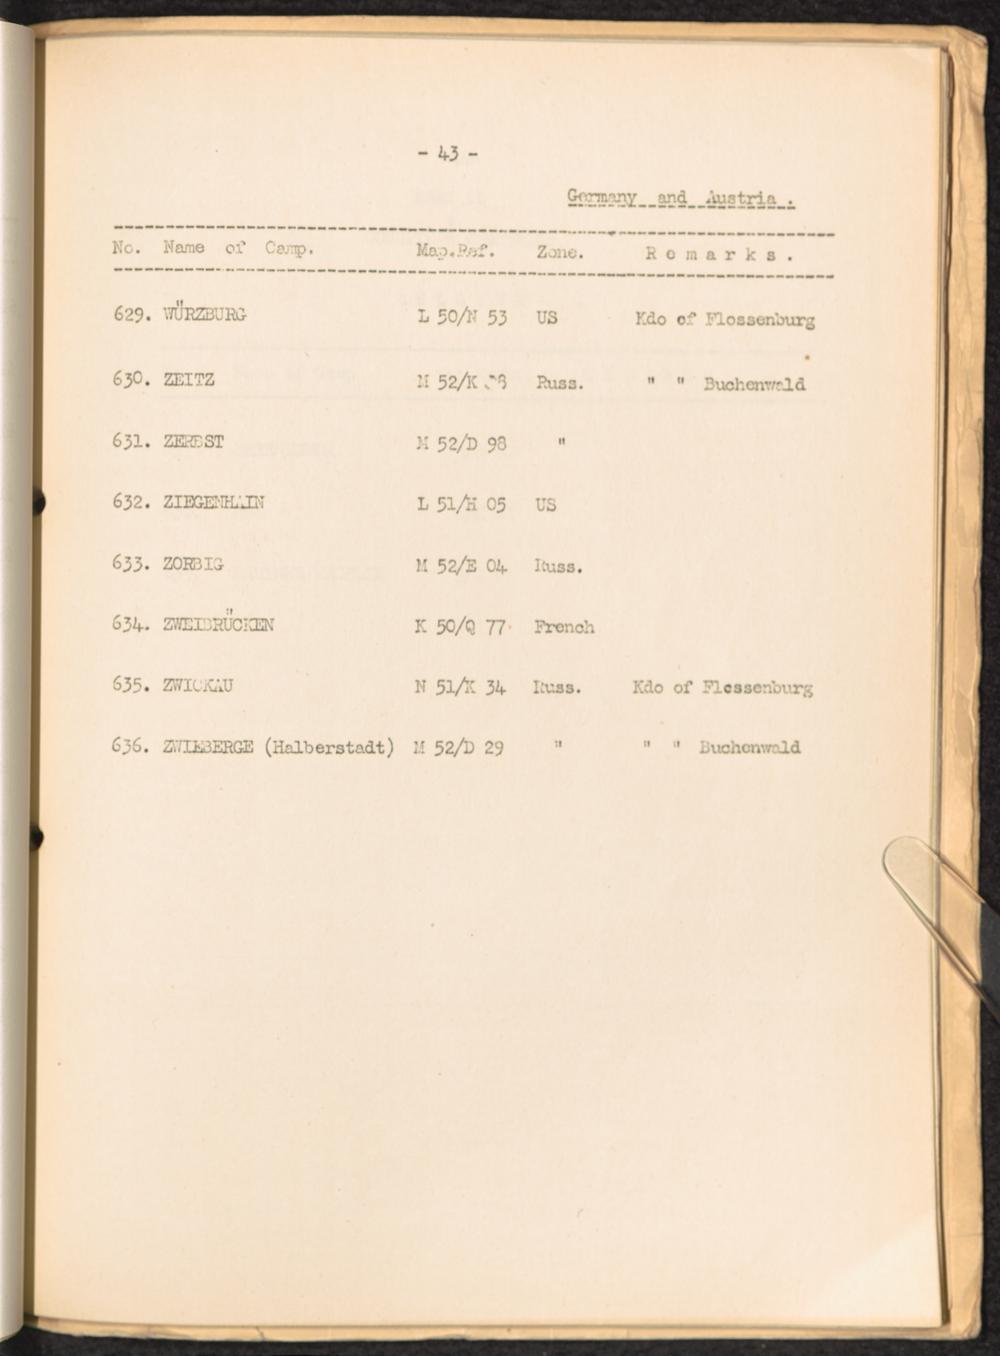 - 43 -
Germany and Austria.
No. Name of Camp. Map.Ref. Zone. Remarks.
629. WÜRZBURG L 50/N 53 US Kdo of Flossenburg
630. ZEITZ M 52/K Russ. " " Buchenwald
631. ZERBST M 52/D 98 "
632. ZIEGENHAIN L 51/H 05 US
633. ZORBIG M 52/E 04 Russ.
634. ZWEIBRÜCKEN K 50/Q 77 French
635. ZWICKAU N 51/K 34 Russ. Kdo of Flossenburg
636. ZWIEBERGE (Halberstadt) M 52/D 29 " " " Buchenwald